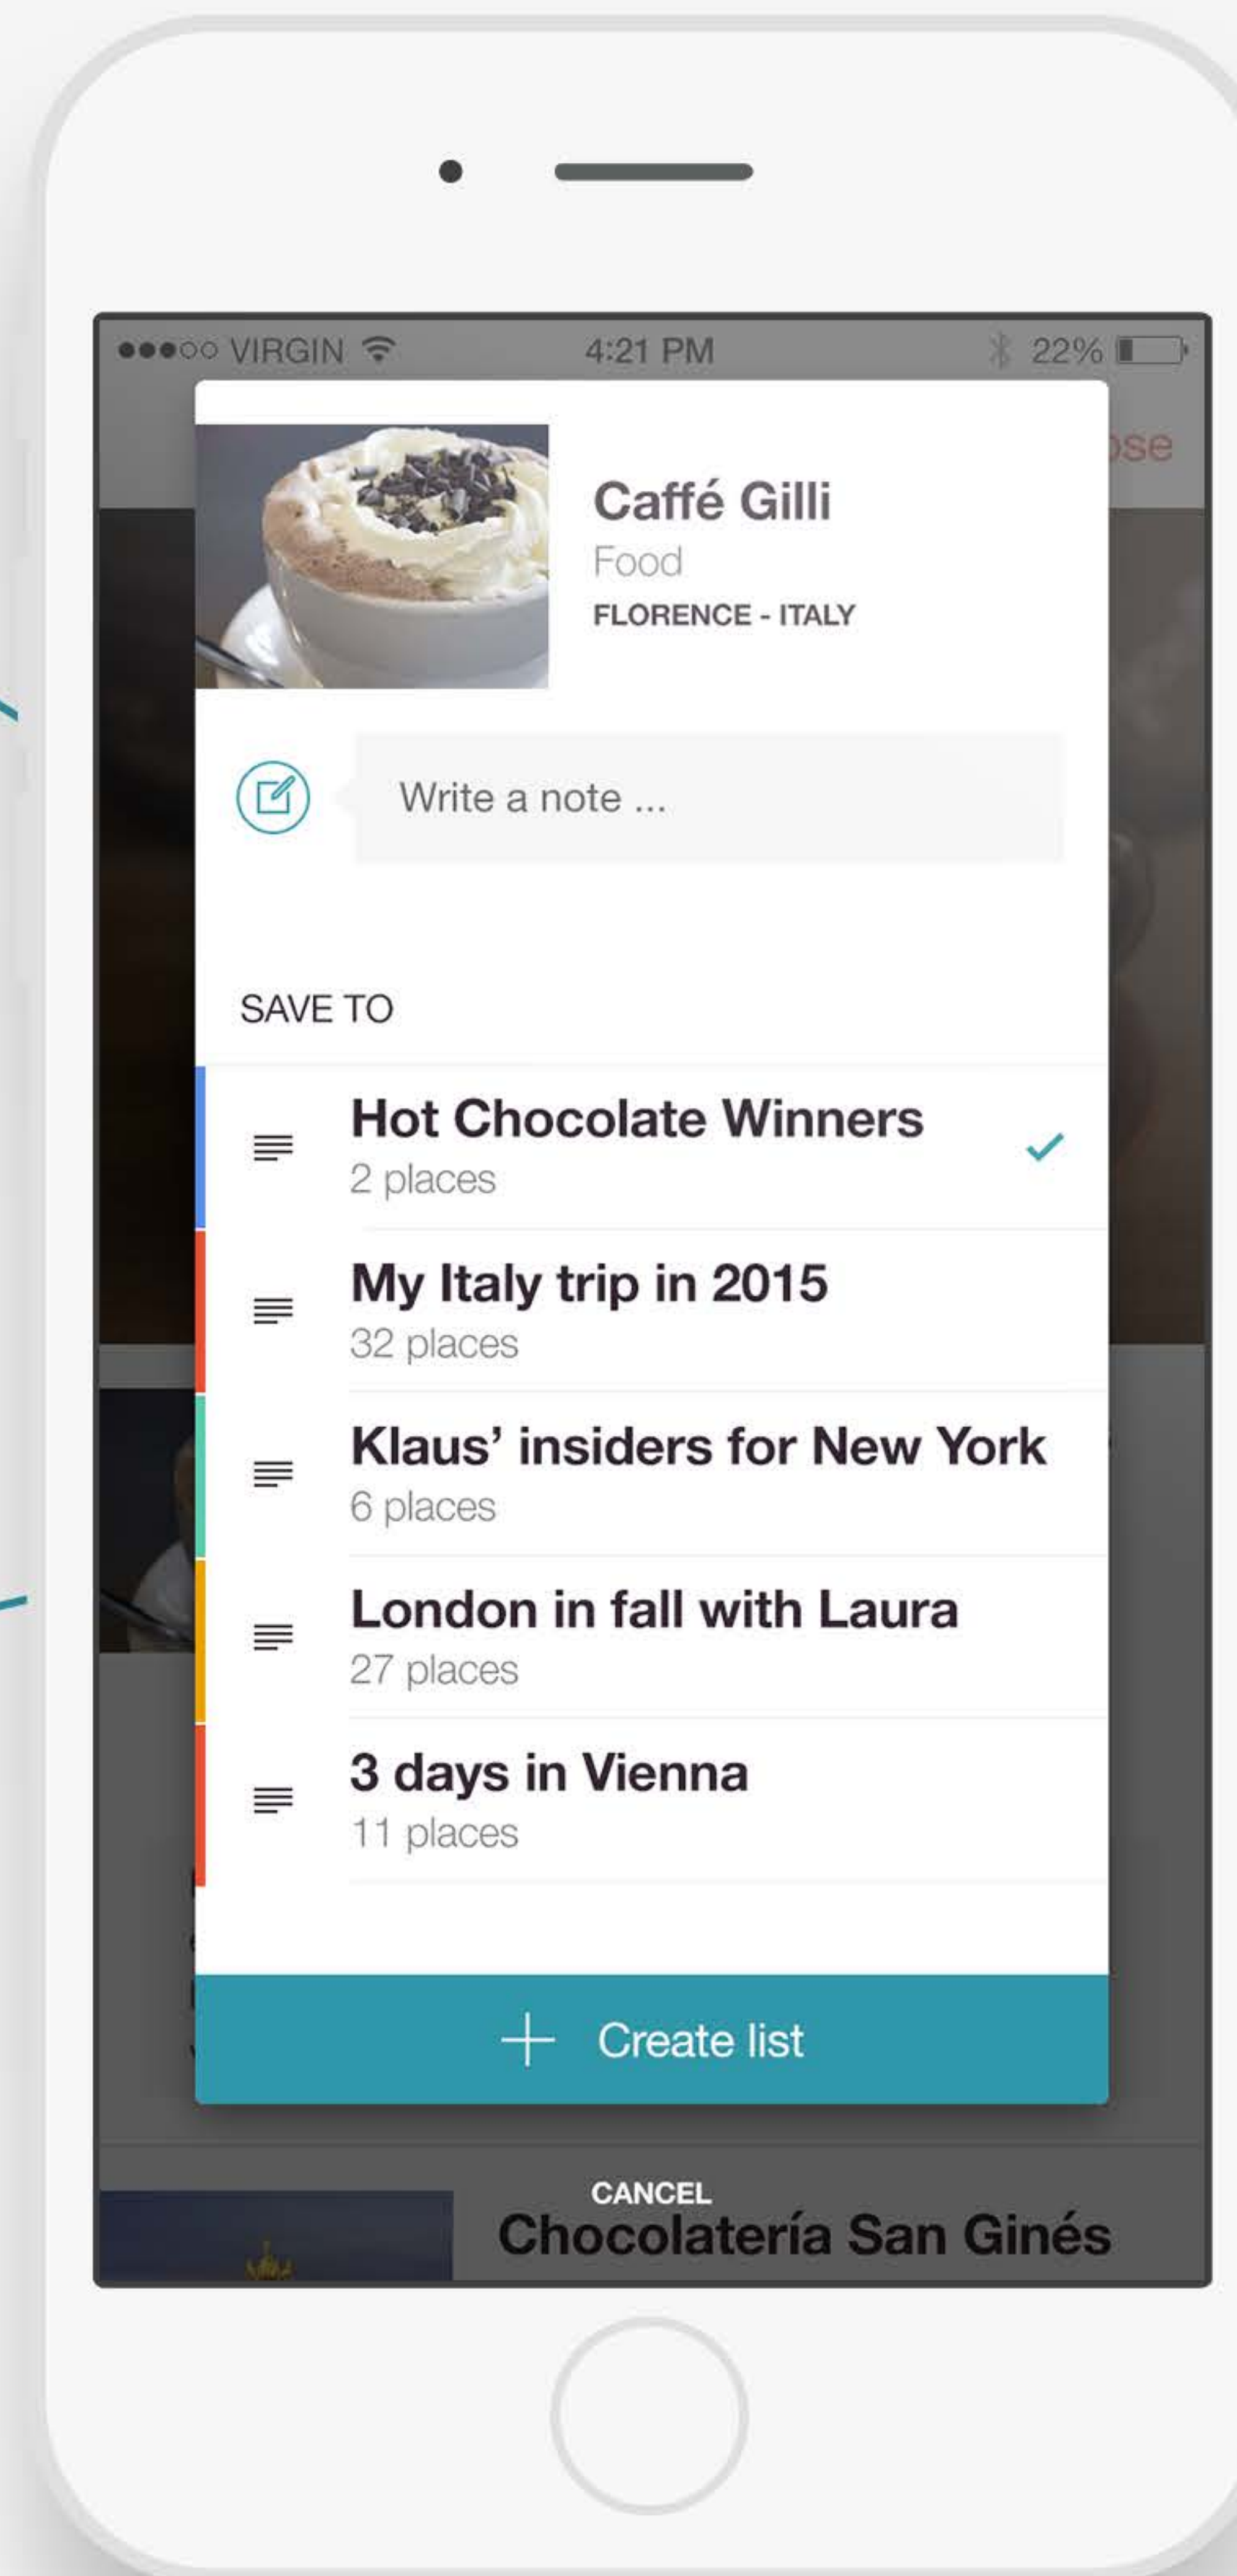 VIRGIN 4:21 PM 22%
Caffé Gilli
Food
FLORENCE - ITALY
Write a note ...
SAVE TO
Hot Chocolate Winners
2 places
My Italy trip in 2015
32 places
Klaus’ insiders for New York
6 places
London in fall with Laura
27 places
3 days in Vienna
11 places
Create list
CANCEL
Chocolatería San Ginés